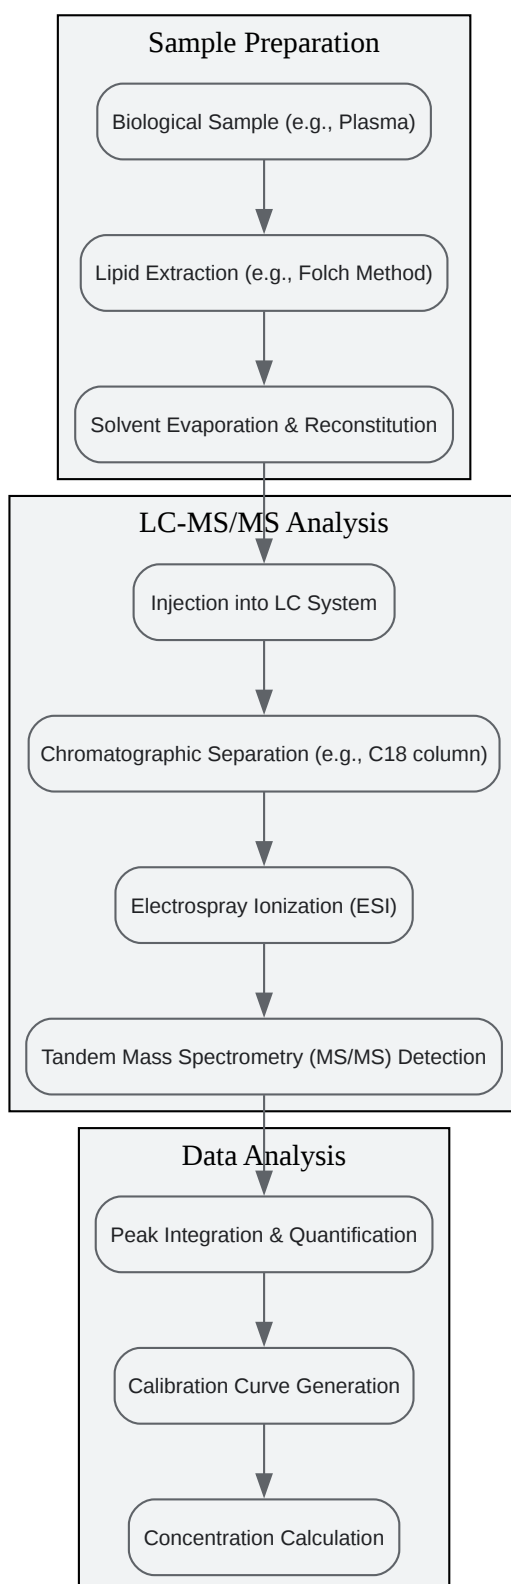 Sample Preparation
Biological Sample (e.g., Plasma)
Lipid Extraction (e.g., Folch Method)
Solvent Evaporation & Reconstitution
LC-MS/MS Analysis
Injection into LC System
Chromatographic Separation (e.g., C18 column)
Electrospray Ionization (ESI)
Tandem Mass Spectrometry (MS/MS) Detection
Data Analysis
Peak Integration & Quantification
Calibration Curve Generation
Concentration Calculation